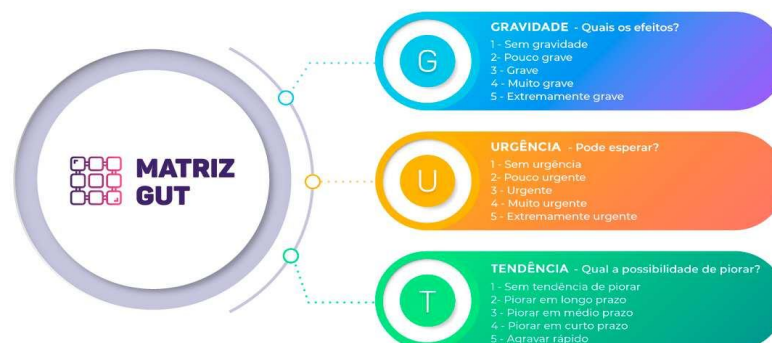 MATRIZ
GUT
G
GRAVIDADE - Quais os efeitos?
1 - Sem gravidade
2- Pouco grave
3 - Grave
4 - Muito grave
5 - Extremamente grave
U
URGÊNCIA - Pode esperar?
1 - Sem urgência
2- Pouco urgente
3 - Urgente
4 - Muito urgente
5 - Extremamente urgente
T
TENDÊNCIA - Qual a possibilidade de piorar?
1 - Sem tendência de piorar
2- Piorar em longo prazo
3 - Piorar em médio prazo
4 - Piorar em curto prazo
5 - Agravar rápido